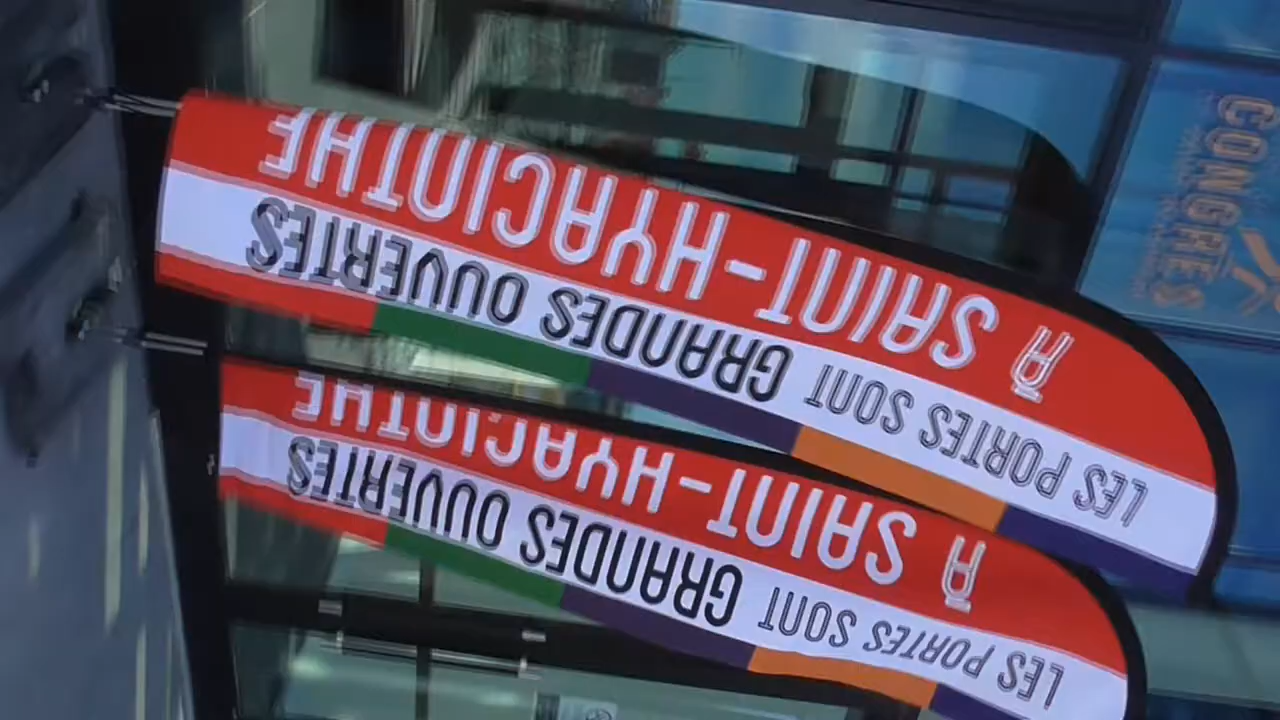 À SAINT-HYACINTHE
LES PORTES SONT GRANDES OUVERTES
À SAINT-HYACINTHE
LES PORTES SONT GRANDES OUVERTES
CONGRÈS